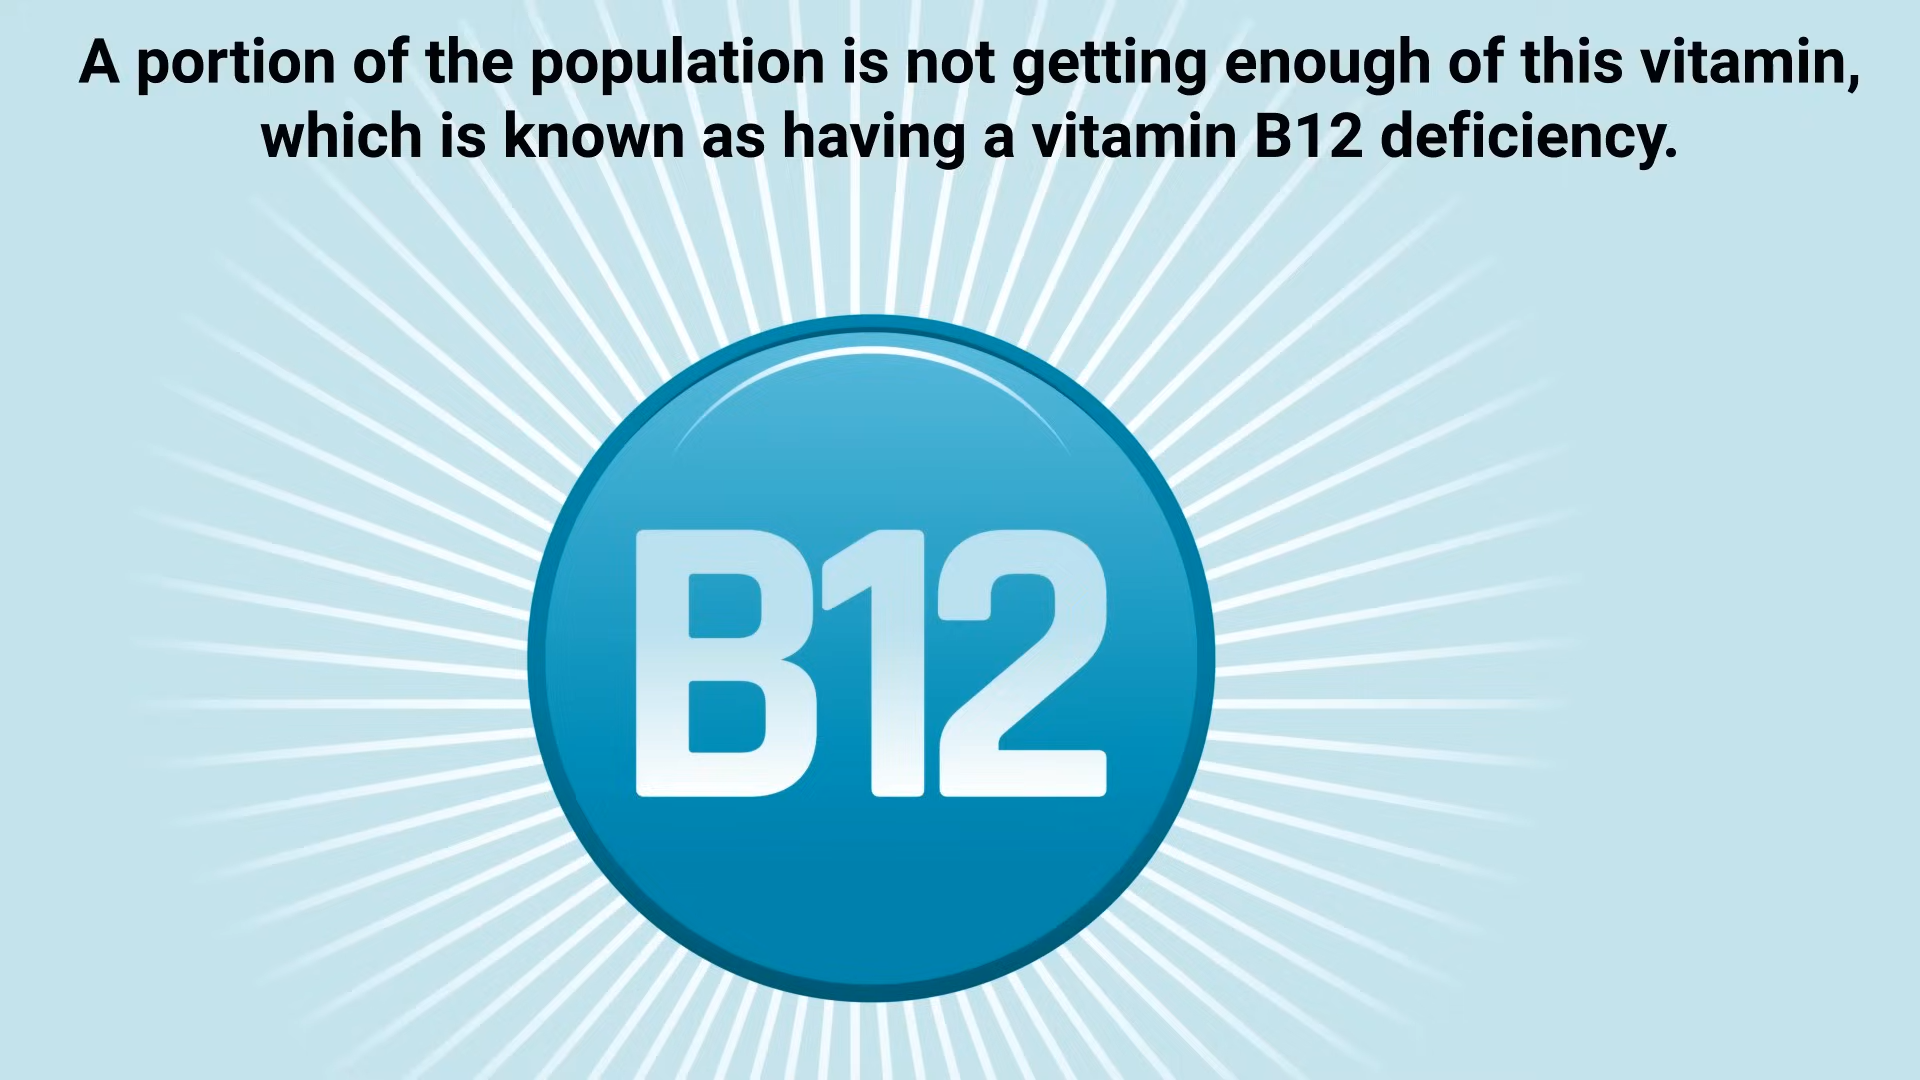 A portion of the population is not getting enough of this vitamin,
which is known as having a vitamin B12 deficiency.
B12